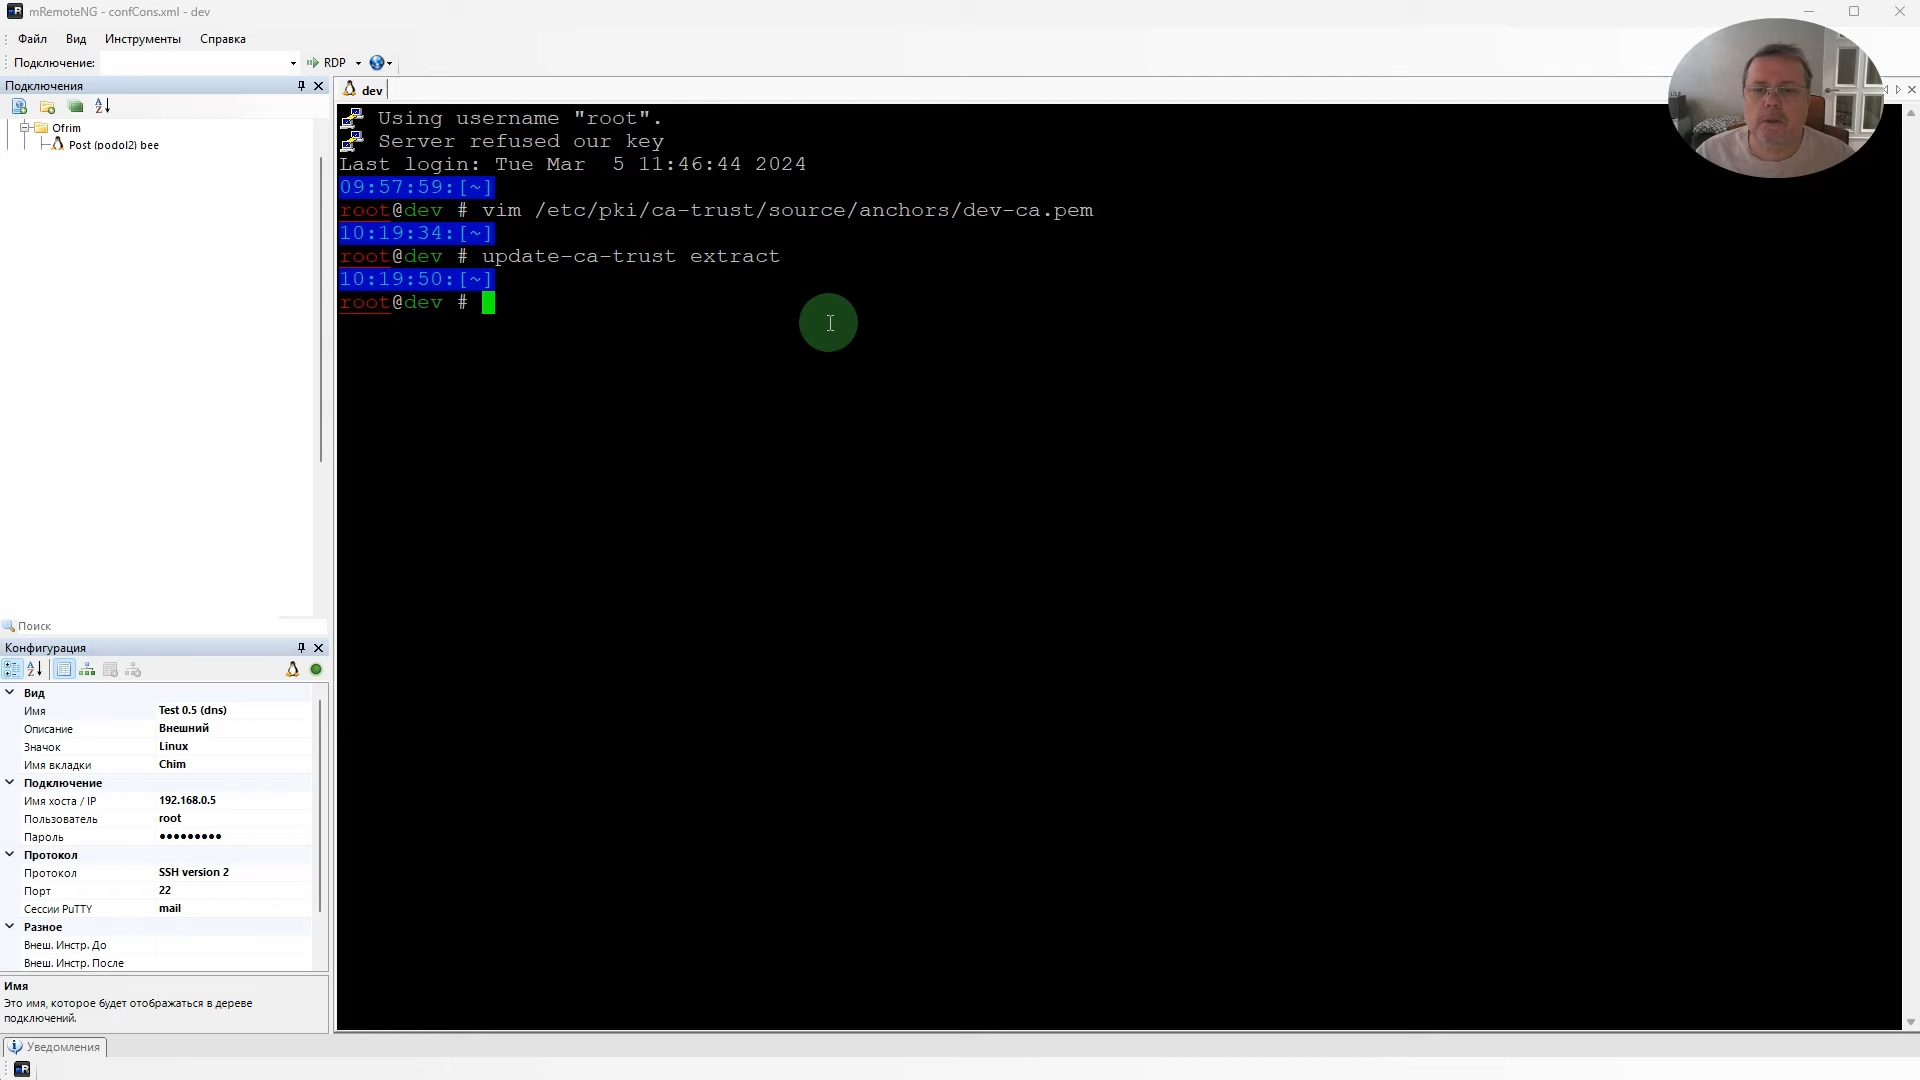 mRemoteNG - confCons.xml - dev
Файл Вид Инструменты Справка
Подключение: RDP
Подключения
Ofrim
Post (podol2) bee
Поиск
Конфигурация
Вид
Имя Test 0.5 (dns)
Описание Внешний
Значок Linux
Имя вкладки Chim
Подключение
Имя хоста / IP 192.168.0.5
Пользователь root
Пароль ●●●●●●●●●
Протокол
Протокол SSH version 2
Порт 22
Сессии PuTTY mail
Разное
Внеш. Инстр. До
Внеш. Инстр. После
Имя
Это имя, которое будет отображаться в дереве
подключений.
Уведомления
dev
Using username "root".
Server refused our key
Last login: Tue Mar  5 11:46:44 2024
09:57:59:[~]
root@dev # vim /etc/pki/ca-trust/source/anchors/dev-ca.pem
10:19:34:[~]
root@dev # update-ca-trust extract
10:19:50:[~]
root@dev #